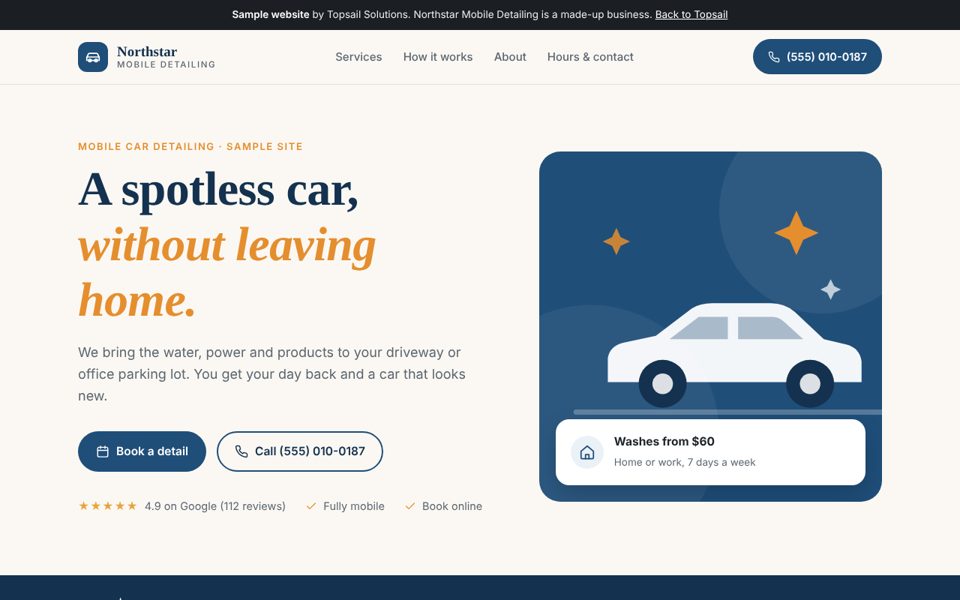 Sample website by Topsail Solutions. Northstar Mobile Detailing is a made-up business. Back to Topsail
Northstar
MOBILE DETAILING
Services
How it works
About
Hours & contact
(555) 010-0187
MOBILE CAR DETAILING · SAMPLE SITE
A spotless car,
without leaving
home.
We bring the water, power and products to your driveway or
office parking lot. You get your day back and a car that looks
new.
Book a detail
Call (555) 010-0187
★★★★★ 4.9 on Google (112 reviews)
Fully mobile
Book online
Washes from $60
Home or work, 7 days a week